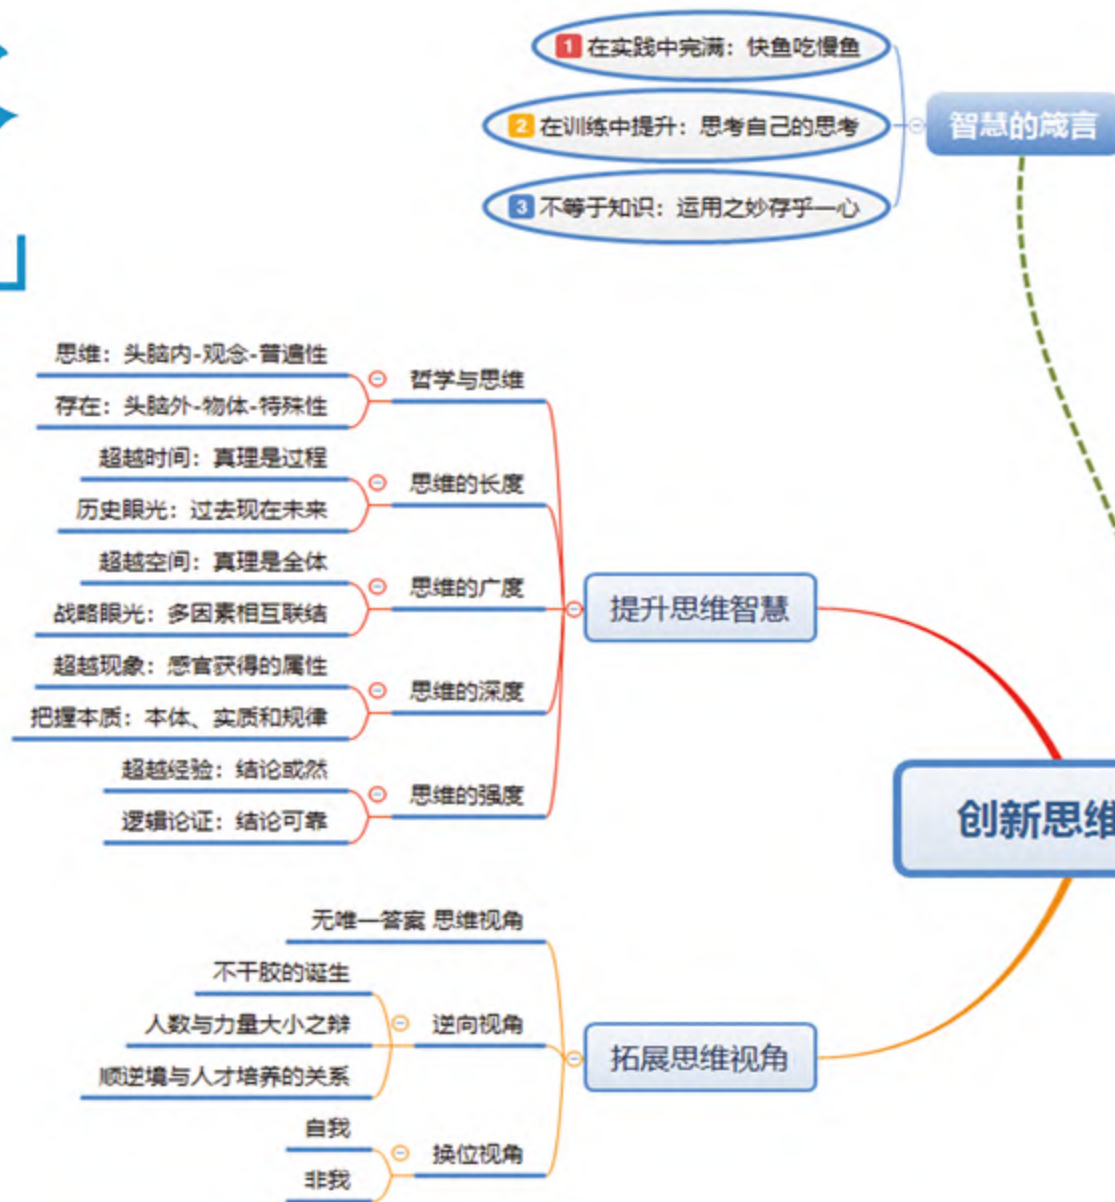 1 在实践中完满：快鱼吃慢鱼
2 在训练中提升：思考自己的思考
3 不等于知识：运用之妙存乎一心
智慧的箴言
思维：头脑内-观念-普遍性
存在：头脑外-物体-特殊性
哲学与思维
超越时间：真理是过程
历史眼光：过去现在未来
思维的长度
超越空间：真理是全体
战略眼光：多因素相互联结
思维的广度
超越现象：感官获得的属性
把握本质：本体、实质和规律
思维的深度
超越经验：结论或然
逻辑论证：结论可靠
思维的强度
提升思维智慧
创新思维
无唯一答案 思维视角
不干胶的诞生
人数与力量大小之辩
顺逆境与人才培养的关系
逆向视角
自我
非我
换位视角
拓展思维视角